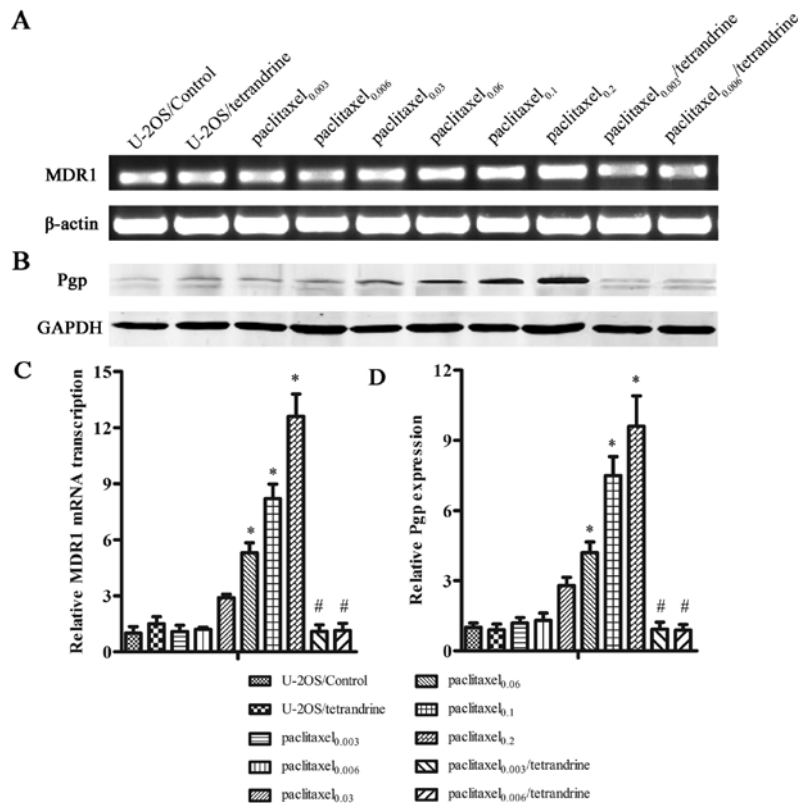 A
U-2OS/Control
U-2OS/tetrandrine
paclitaxel0.003
paclitaxel0.006
paclitaxel0.03
paclitaxel0.06
paclitaxel0.1
paclitaxel0.2
paclitaxel0.003/tetrandrine
paclitaxel0.006/tetrandrine
MDR1
β-actin
B
Pgp
GAPDH
C
Relative MDR1 mRNA transcription
15
12
9
6
3
0
*
*
*
# #
D
Relative Pgp expression
12
9
6
3
0
*
*
*
# #
U-2OS/Control
U-2OS/tetrandrine
paclitaxel0.003
paclitaxel0.006
paclitaxel0.03
paclitaxel0.06
paclitaxel0.1
paclitaxel0.2
paclitaxel0.003/tetrandrine
paclitaxel0.006/tetrandrine